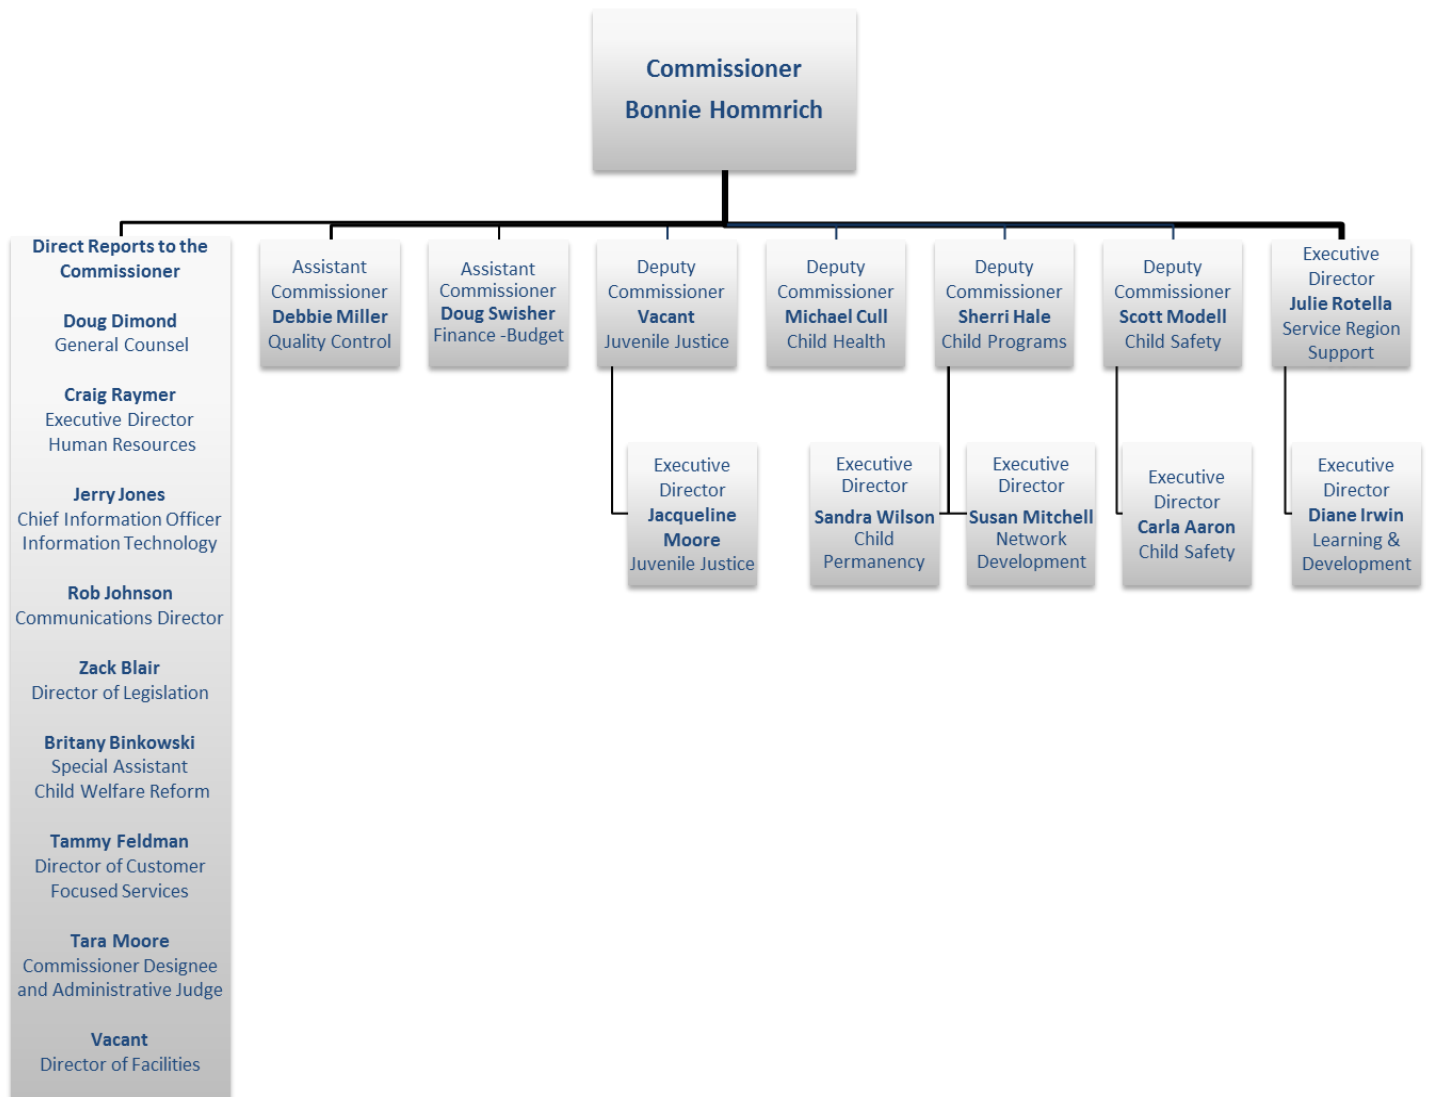 Commissioner
Bonnie Hommrich
Direct Reports to the
Commissioner
Doug Dimond
General Counsel
Craig Raymer
Executive Director
Human Resources
Jerry Jones
Chief Information Officer
Information Technology
Rob Johnson
Communications Director
Zack Blair
Director of Legislation
Britany Binkowski
Special Assistant
Child Welfare Reform
Tammy Feldman
Director of Customer
Focused Services
Tara Moore
Commissioner Designee
and Administrative Judge
Vacant
Director of Facilities
Assistant
Commissioner
Debbie Miller
Quality Control
Assistant
Commissioner
Doug Swisher
Finance -Budget
Deputy
Commissioner
Vacant
Juvenile Justice
Deputy
Commissioner
Michael Cull
Child Health
Deputy
Commissioner
Sherri Hale
Child Programs
Deputy
Commissioner
Scott Modell
Child Safety
Executive
Director
Julie Rotella
Service Region
Support
Executive
Director
Jacqueline
Moore
Juvenile Justice
Executive
Director
Sandra Wilson
Child
Permanency
Executive
Director
Susan Mitchell
Network
Development
Executive
Director
Carla Aaron
Child Safety
Executive
Director
Diane Irwin
Learning &
Development